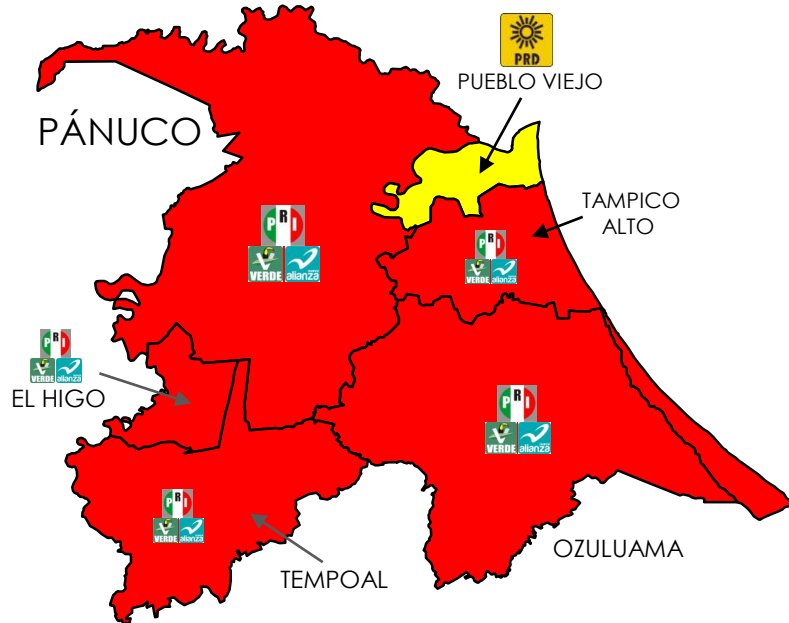 PRD
PUEBLO VIEJO
PÁNUCO
TAMPICO
ALTO
PRI
VERDE alianza
PRI
VERDE alianza
PRI
VERDE alianza
EL HIGO
PRI
VERDE alianza
PRI
VERDE alianza
OZULUAMA
TEMPOAL